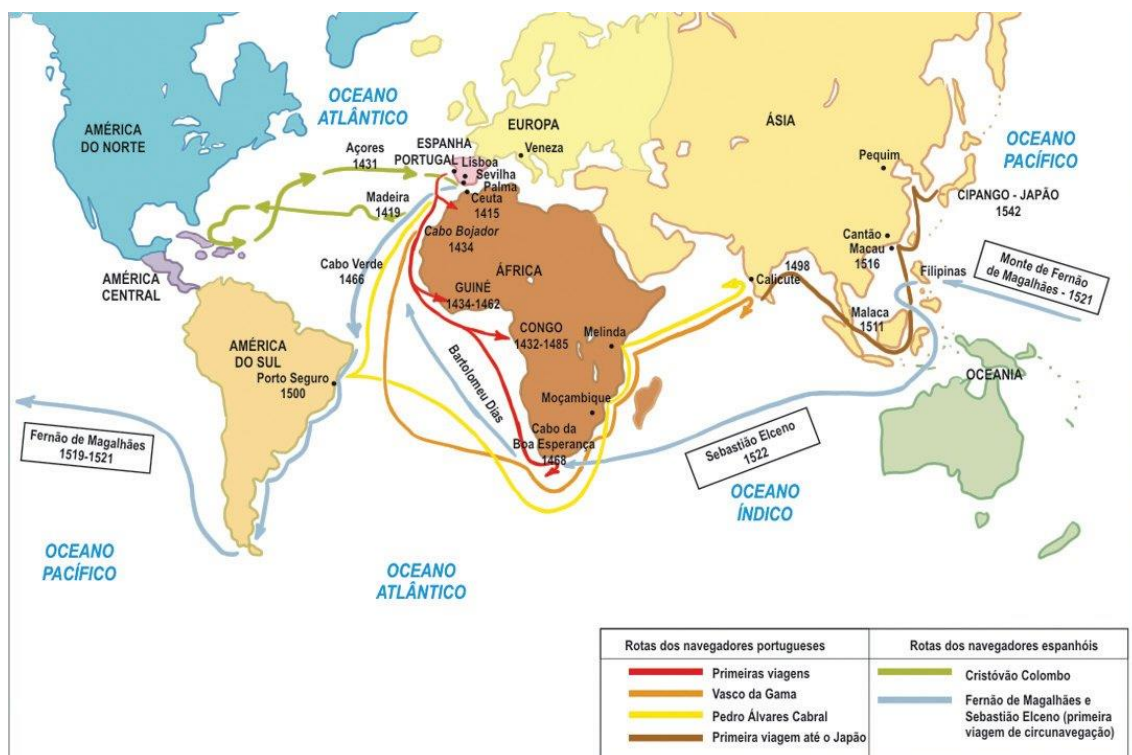 OCEANO
ATLÂNTICO
AMÉRICA
DO NORTE
EUROPA
ÁSIA
OCEANO
PACÍFICO
Açores
1431
ESPANHA
PORTUGAL
Lisboa
Sevilha
Palma
Ceuta
1415
Veneza
Pequim
Madeira
1419
CIPANGO - JAPÃO
1542
Cabo Bojador
1434
Cantão
Macau
1516
Cabo Verde
1466
AMÉRICA
CENTRAL
ÁFRICA
1498
Calicute
Filipinas
Monte de Fernão
de Magalhães - 1521
GUINÉ
1434-1462
Malaca
1511
CONGO
1432-1485
Melinda
AMÉRICA
DO SUL
Porto Seguro
1500
Bartolomeu Dias
OCEANIA
Moçambique
Cabo da
Boa Esperança
1468
Fernão de Magalhães
1519-1521
Sebastião Elceno
1522
OCEANO
ÍNDICO
OCEANO
PACÍFICO
OCEANO
ATLÂNTICO
Rotas dos navegadores portugueses
Primeiras viagens
Vasco da Gama
Pedro Álvares Cabral
Primeira viagem até o Japão
Rotas dos navegadores espanhóis
Cristóvão Colombo
Fernão de Magalhães e
Sebastião Elceno (primeira
viagem de circunavegação)